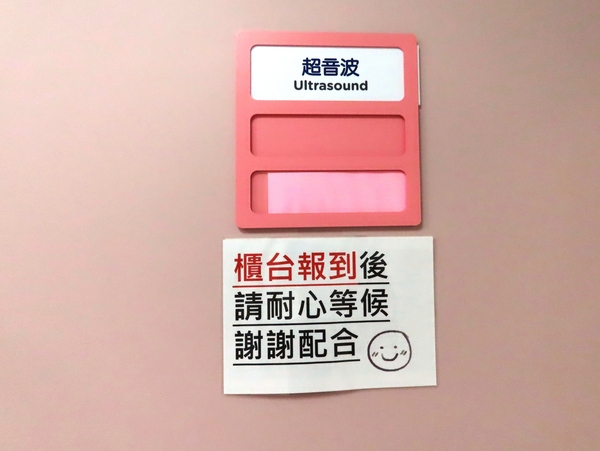 超音波
Ultrasound
櫃台報到後
請耐心等候
謝謝配合